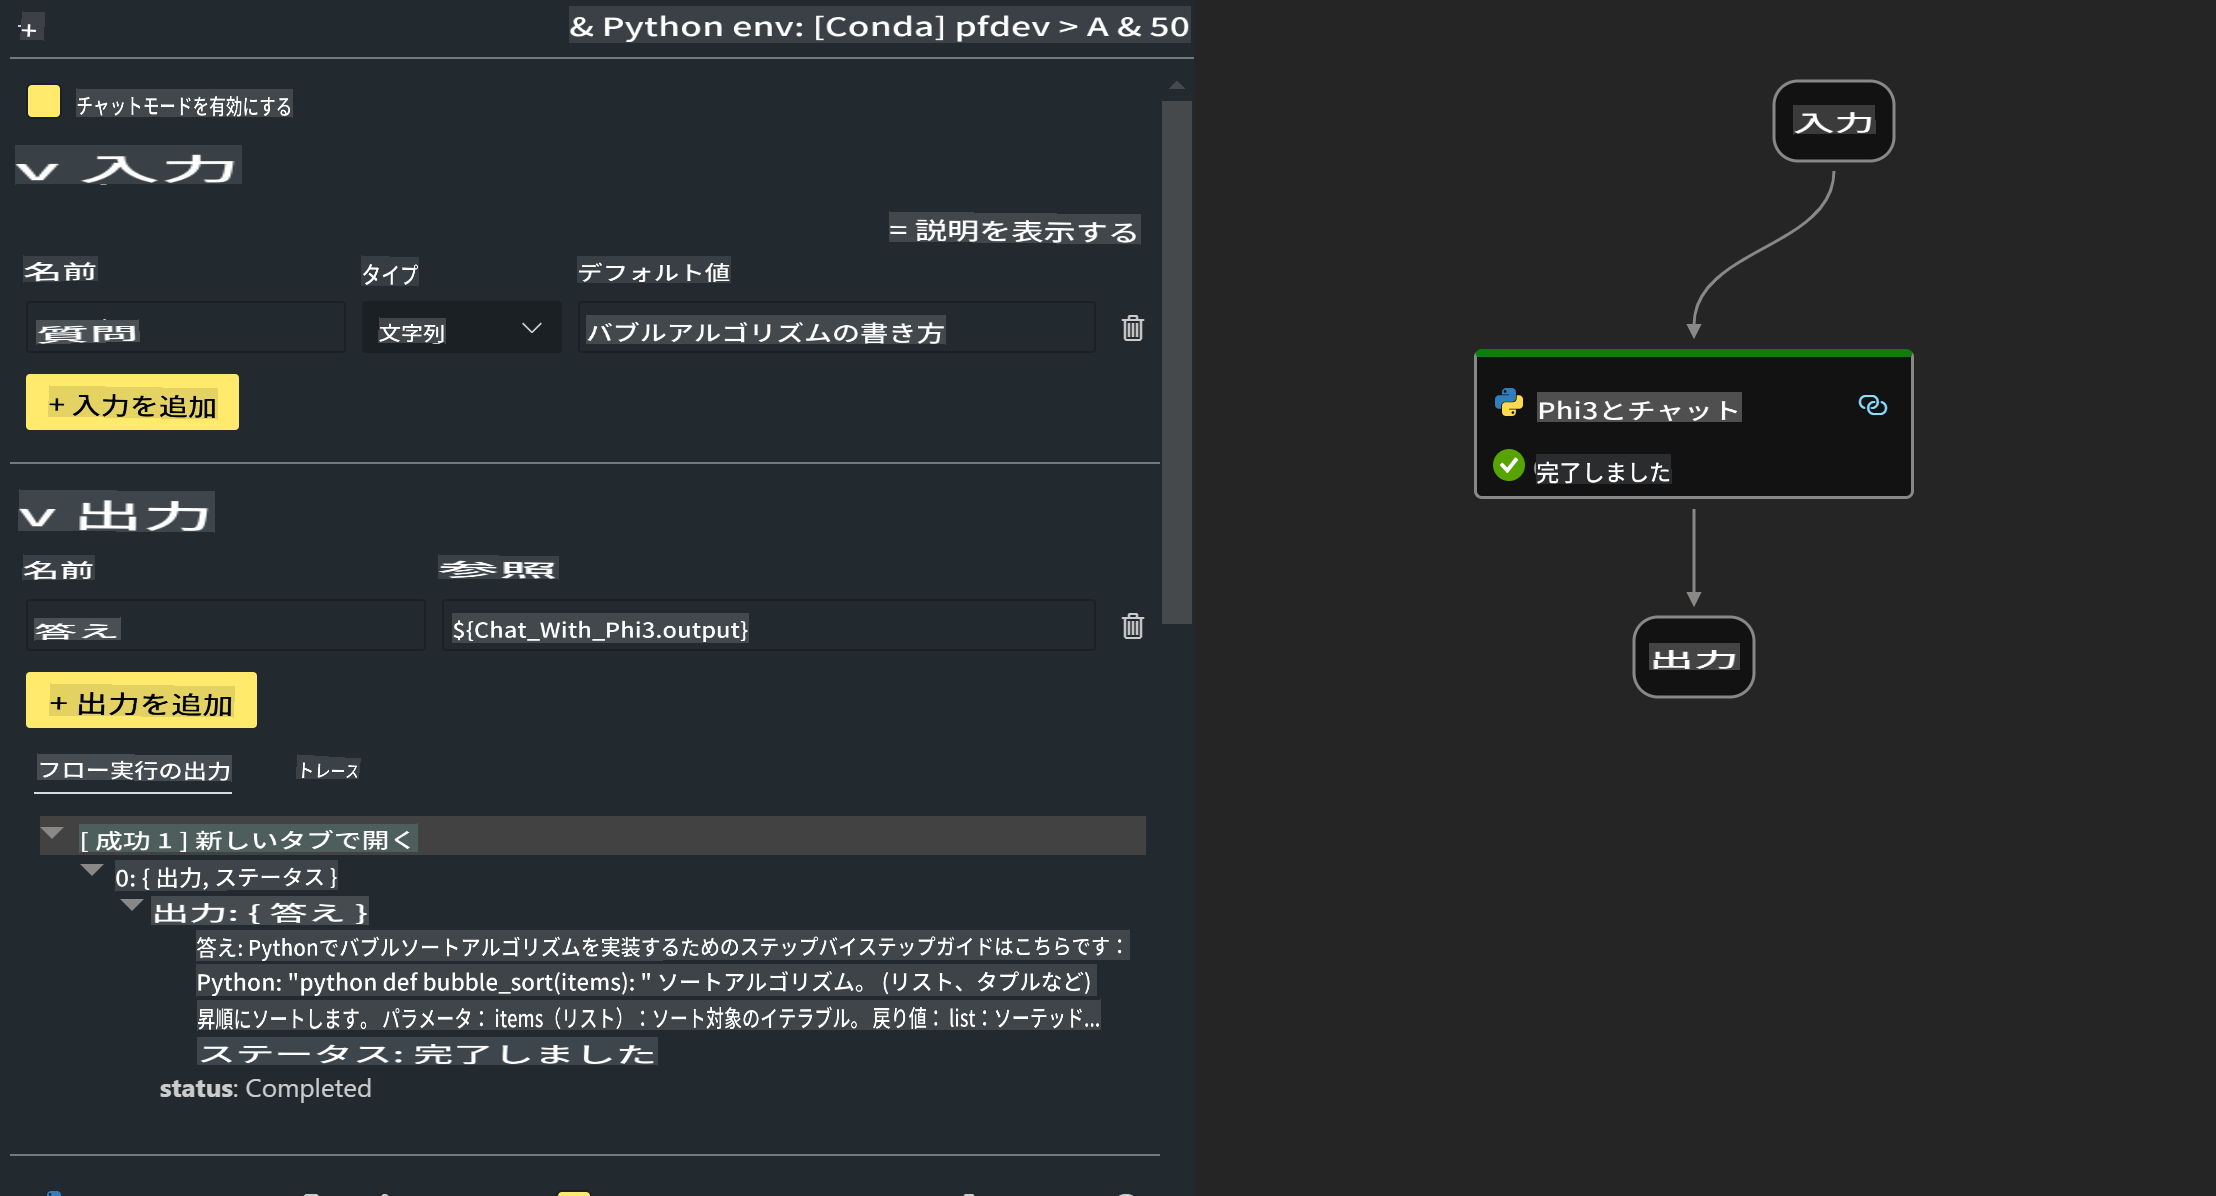 +
& Python env: [Conda] pfdev > A & 50
チャットモードを有効にする
v 入力
= 説明を表示する
名前 タイプ デフォルト値
質問 文字列 バブルアルゴリズムの書き方
+ 入力を追加
v 出力
名前 参照
答え ${Chat_With_Phi3.output}
+ 出力を追加
フロー実行の出力 トレース
[ 成功 1 ] 新しいタブで開く
0: { 出力, ステータス }
出力: { 答え }
答え: Pythonでバブルソートアルゴリズムを実装するためのステップバイステップガイドはこちらです：
Python: "python def bubble_sort(items): " ソートアルゴリズム。 (リスト、タプルなど)
昇順にソートします。 パラメータ： items（リスト）：ソート対象のイテラブル。 戻り値： list：ソーテッド...
ステータス: 完了しました
status: Completed
入力
Phi3とチャット
完了しました
出力